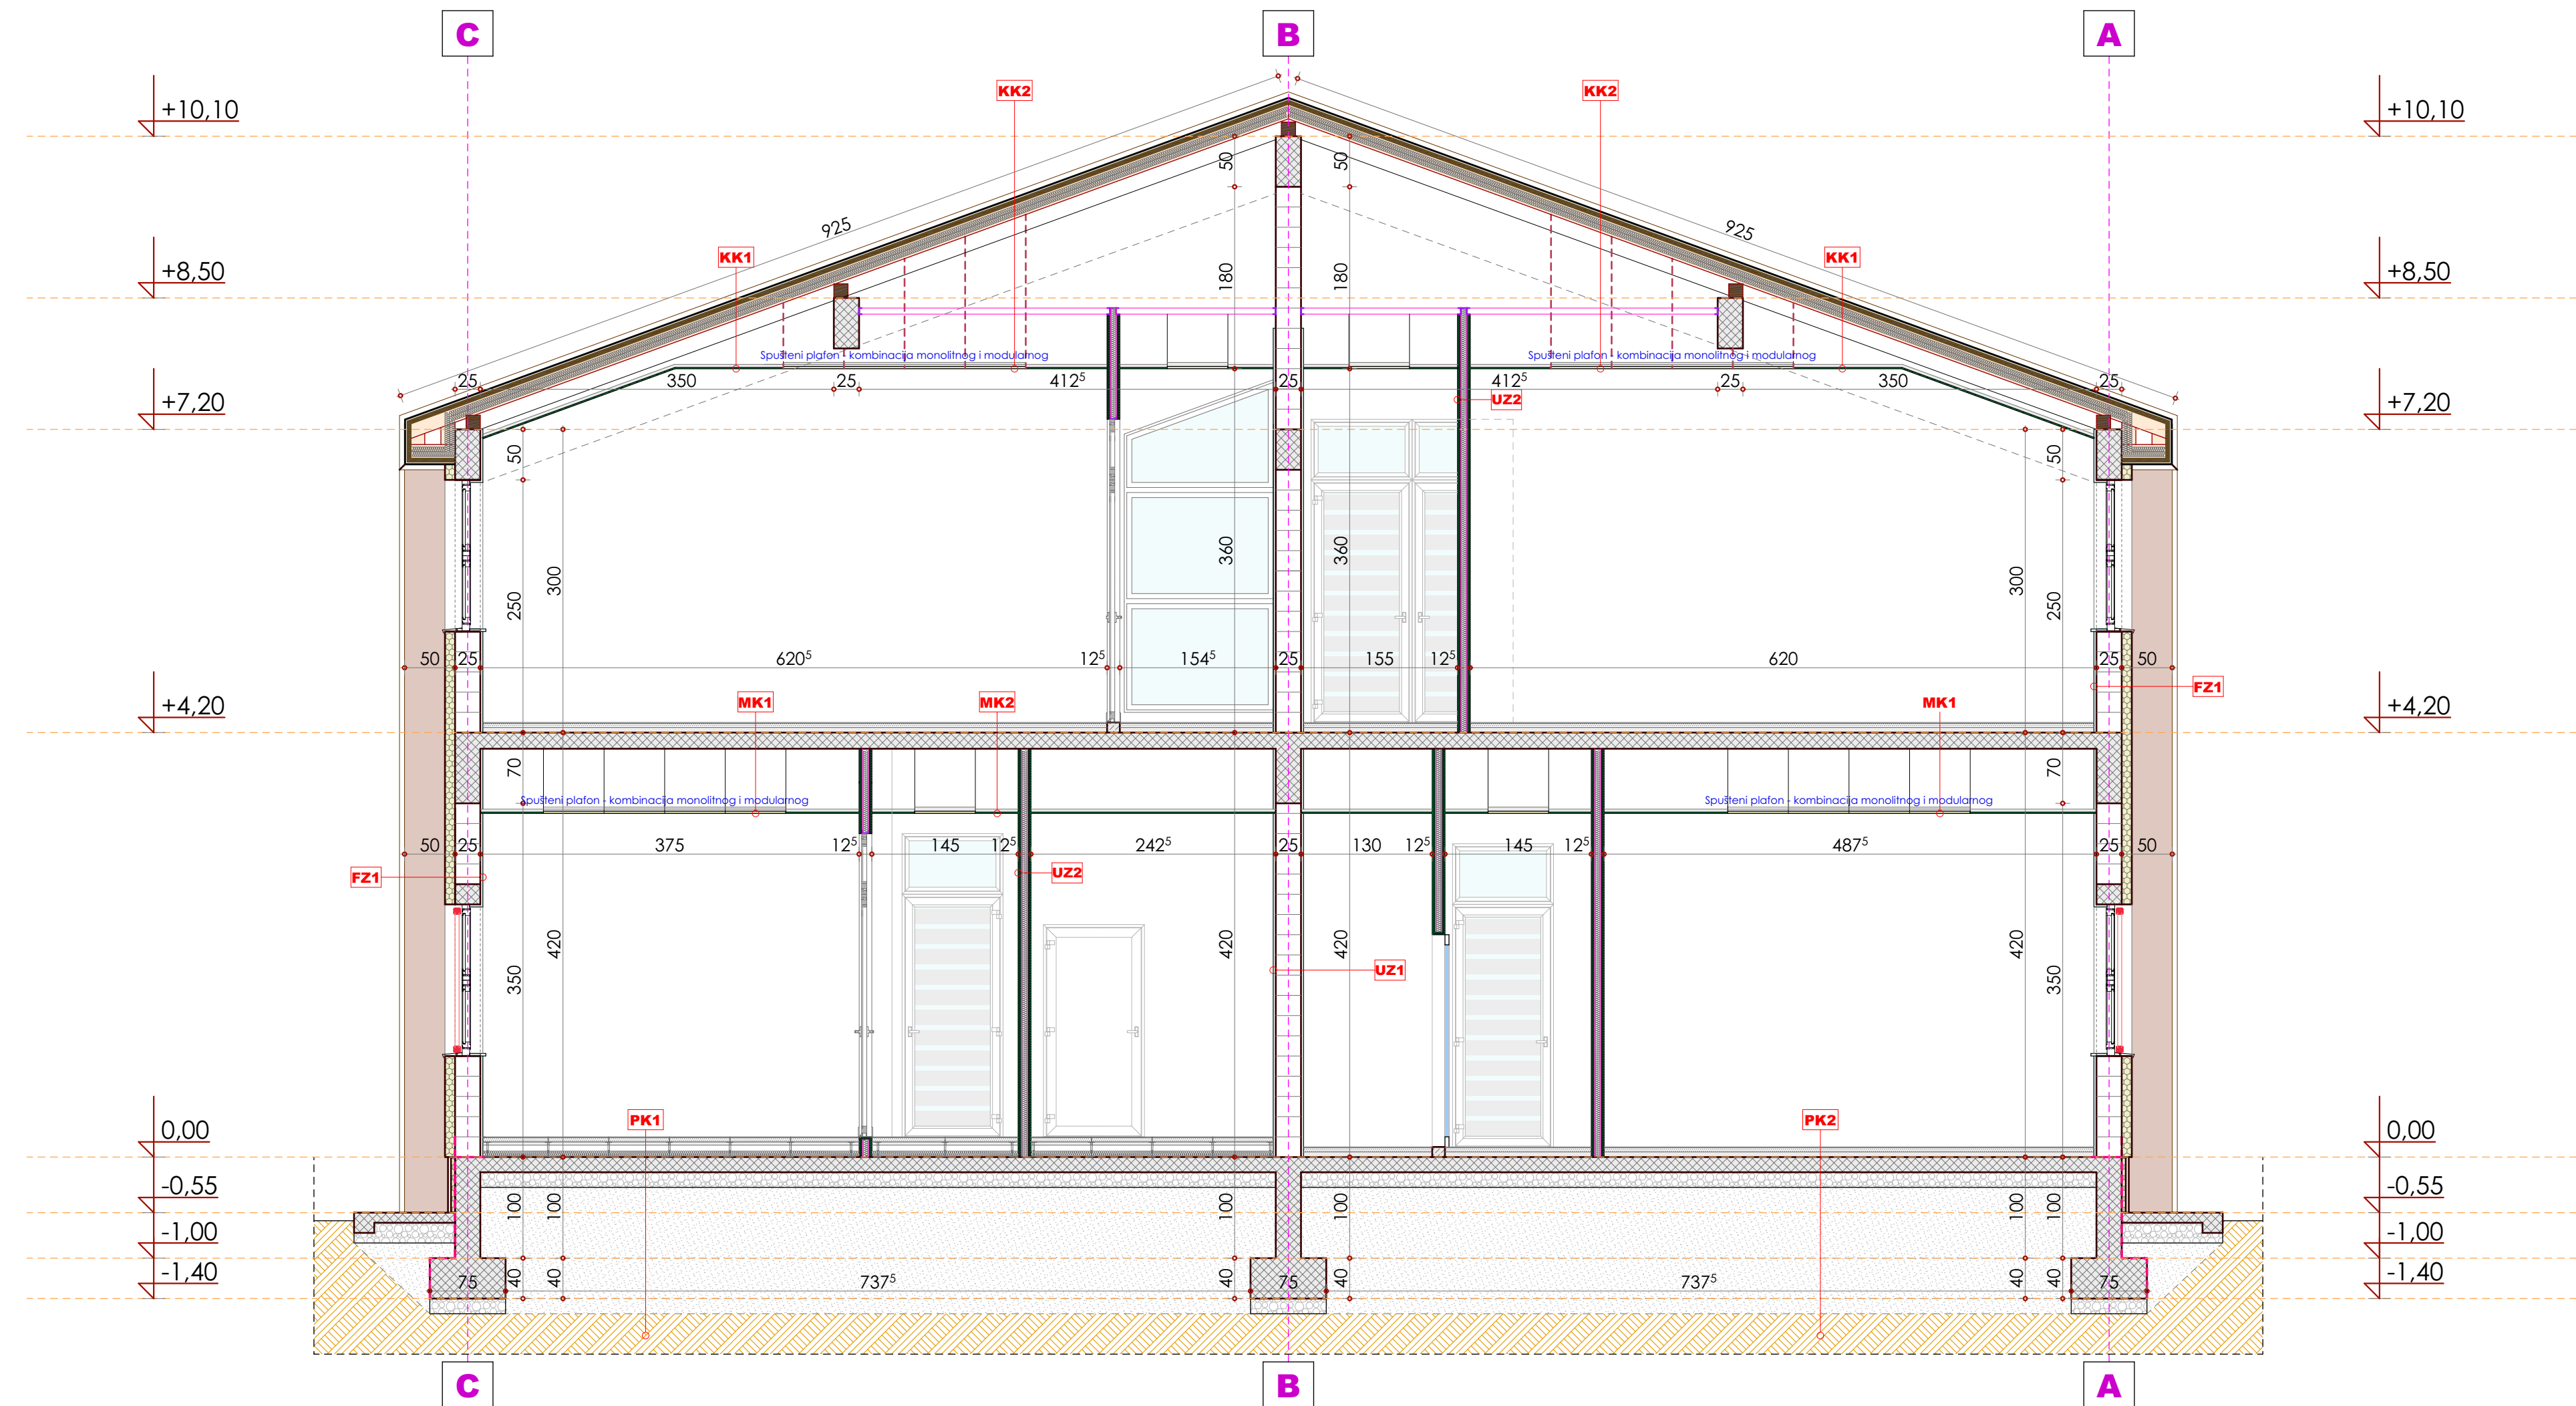 C B A
+10,10 +10,10
KK2 KK2
50 50
925 925
KK1 KK1
+8,50 +8,50
180 180
Spušteni plafon - kombinacija monolitnog i modularnog Spušteni plafon - kombinacija monolitnog i modularnog
25 350 25 412⁵ 25 412⁵ 25 350 25
UZ2
+7,20 +7,20
50 50
250 300 360 360 300 250
50 25 620⁵ 12⁵ 154⁵ 25 155 12⁵ 620 25 50
FZ1
MK1 MK2 MK1
+4,20 +4,20
70 70
Spušteni plafon - kombinacija monolitnog i modularnog Spušteni plafon - kombinacija monolitnog i modularnog
50 25 375 12⁵ 145 12⁵ 242⁵ 25 130 12⁵ 145 12⁵ 487⁵ 25 50
FZ1 UZ2
350 420 420 420 420 350
UZ1
PK1 PK2
0,00 0,00
-0,55 -0,55
100 100 100 100 100 100
-1,00 -1,00
-1,40 -1,40
75 40 40 737⁵ 40 75 40 737⁵ 40 40 75
C B A